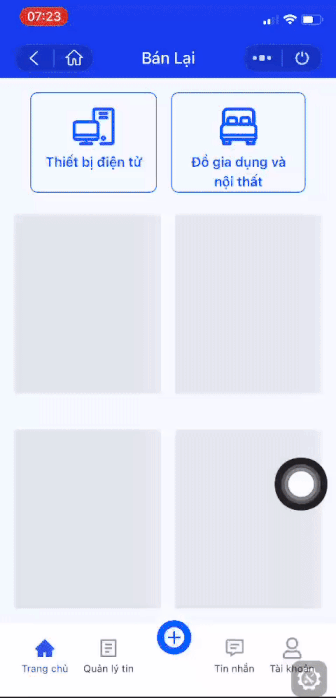 07:23
Bán Lại
Thiết bị điện tử
Đồ gia dụng và
nội thất
Trang chủ
Quản lý tin
Tin nhắn
Tài khoản